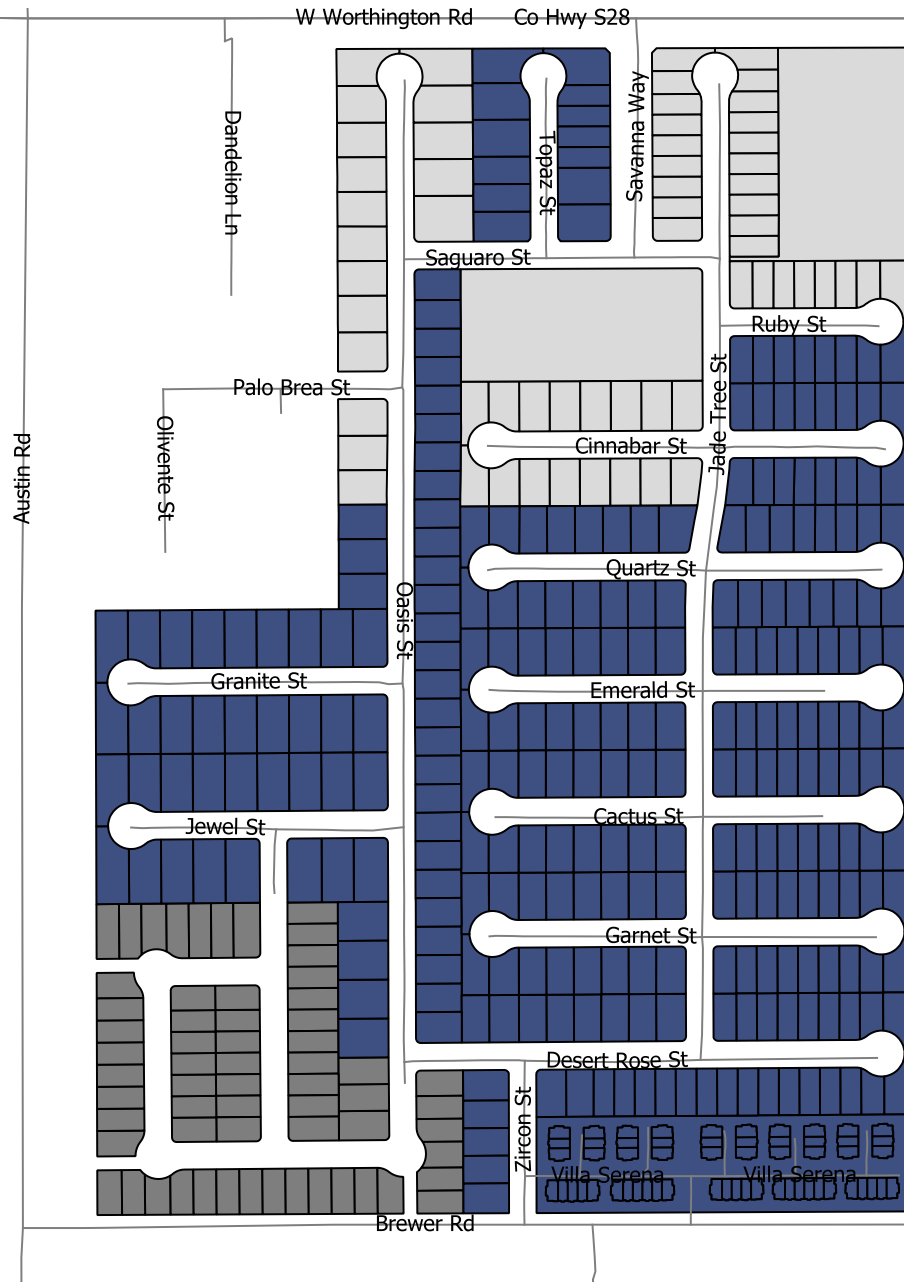 W Worthington Rd
Co Hwy S28
Dandelion Ln
Savanna Way
Topaz St
Saguaro St
Ruby St
Palo Brea St
Jade Tree St
Olivente St
Austin Rd
Cinnabar St
Quartz St
Oasis St
Granite St
Emerald St
Jewel St
Cactus St
Garnet St
Desert Rose St
Zircon St
Villa Serena
Villa Serena
Brewer Rd